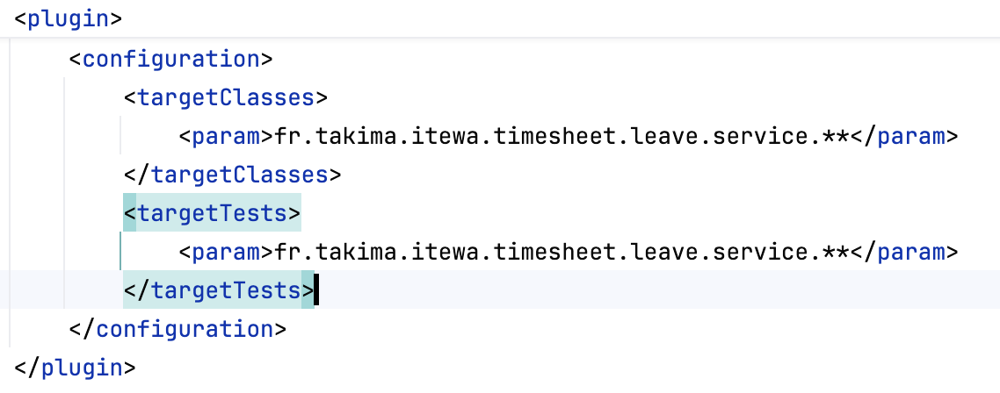 <plugin>
<configuration>
<targetClasses>
<param>fr.takima.itewa.timesheet.leave.service.**</param>
</targetClasses>
<targetTests>
<param>fr.takima.itewa.timesheet.leave.service.**</param>
</targetTests>
</configuration>
</plugin>